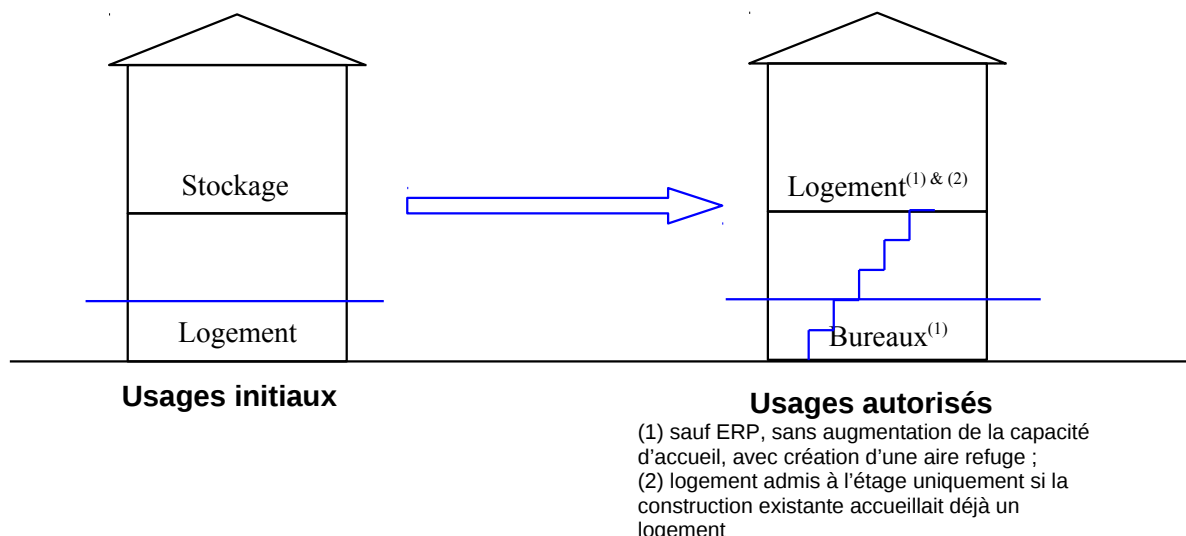 Stockage
Logement
Usages initiaux
Logement(1) & (2)
Bureaux(1)
Usages autorisés
(1) sauf ERP, sans augmentation de la capacité
d’accueil, avec création d’une aire refuge ;
(2) logement admis à l’étage uniquement si la
construction existante accueillait déjà un
logement